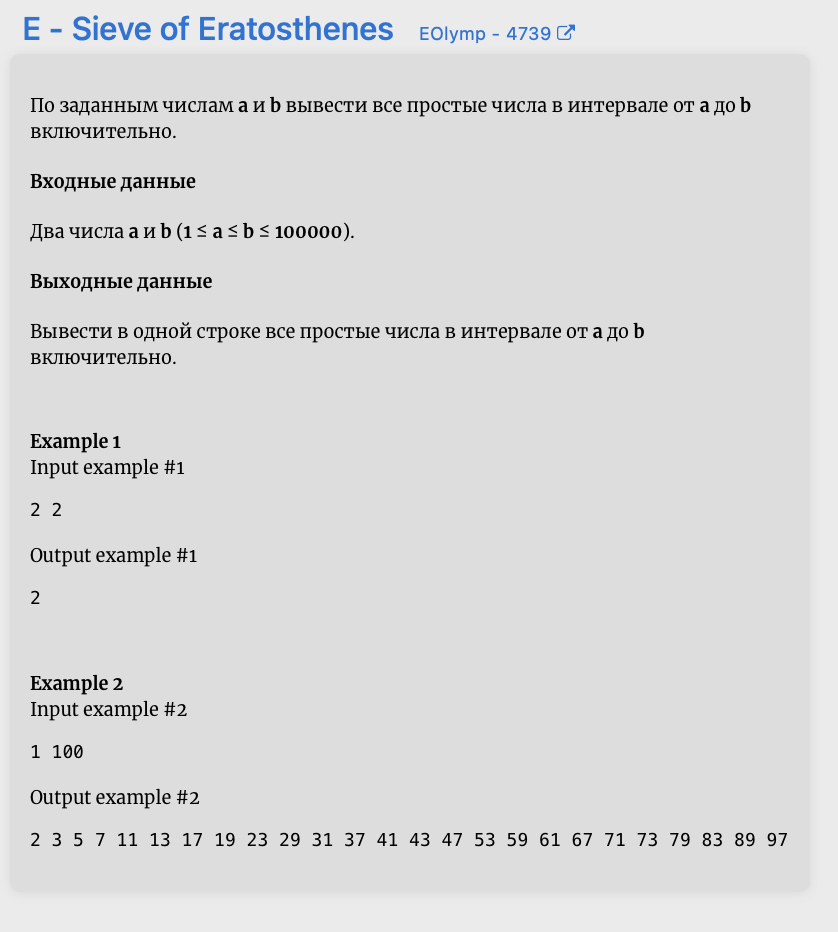 E - Sieve of Eratosthenes EOlymp - 4739
По заданным числам a и b вывести все простые числа в интервале от a до b
включительно.
Входные данные
Два числа a и b (1 ≤ a ≤ b ≤ 100000).
Выходные данные
Вывести в одной строке все простые числа в интервале от a до b
включительно.
Example 1
Input example #1
2 2
Output example #1
2
Example 2
Input example #2
1 100
Output example #2
2 3 5 7 11 13 17 19 23 29 31 37 41 43 47 53 59 61 67 71 73 79 83 89 97